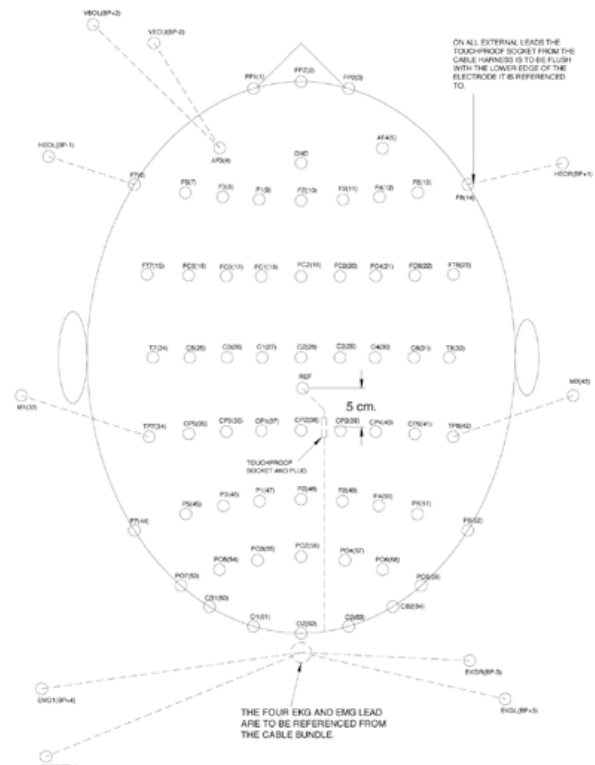 VEOL(BP+2)
VEOU(BP-2)
ON ALL EXTERNAL LEADS THE
TOUCHPROOF SOCKET FROM THE
CABLE HARNESS IS TO BE FLUSH
WITH THE LOWER EDGE OF THE
ELECTRODE IT IS REFERENCED
TO.
FP1(1) FPZ(2) FP2(3)
AF3(4) GND AF4(5)
HEOL(BP-1) HEOR(BP+1)
F7(6) F5(7) F3(8) F1(9) FZ(10) F2(11) F4(12) F6(13) F8(14)
FT7(15) FC5(16) FC3(17) FC1(18) FCZ(19) FC2(20) FC4(21) FC6(22) FT8(23)
T7(24) C5(25) C3(26) C1(27) CZ(28) C2(29) C4(30) C6(31) T8(32)
REF
5 cm.
M1(33) M2(43)
TP7(34) CP5(35) CP3(36) CP1(37) CPZ(38) CP2(39) CP4(40) CP6(41) TP8(42)
TOUCHPROOF
SOCKET AND PLUG
P7(44) P5(45) P3(46) P1(47) PZ(48) P2(49) P4(50) P6(51) P8(52)
PO7(53) PO5(54) PO3(55) POZ(56) PO4(57) PO6(58) PO8(59)
CB1(60) O1(61) OZ(62) O2(63) CB2(64)
EKGR(BP-3)
EMG1(BP+4) EKGL(BP+3)
THE FOUR EKG AND EMG LEAD
ARE TO BE REFERENCED FROM
THE CABLE BUNDLE.